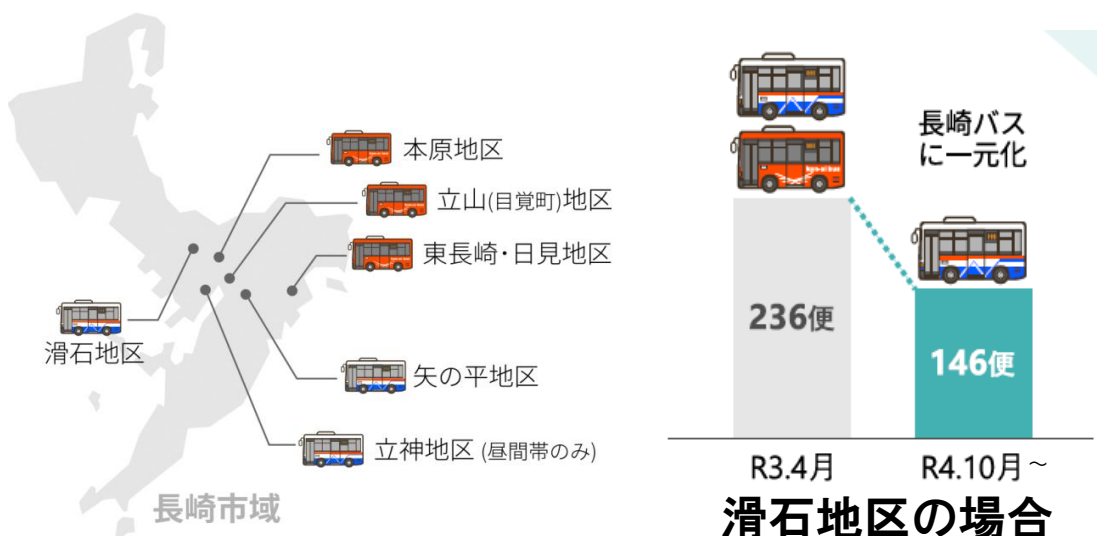 本原地区
立山(目覚町)地区
東長崎・日見地区
滑石地区
矢の平地区
立神地区 (昼間帯のみ)
長崎市域
長崎バス
に一元化
236便
146便
R3.4月
R4.10月~
滑石地区の場合